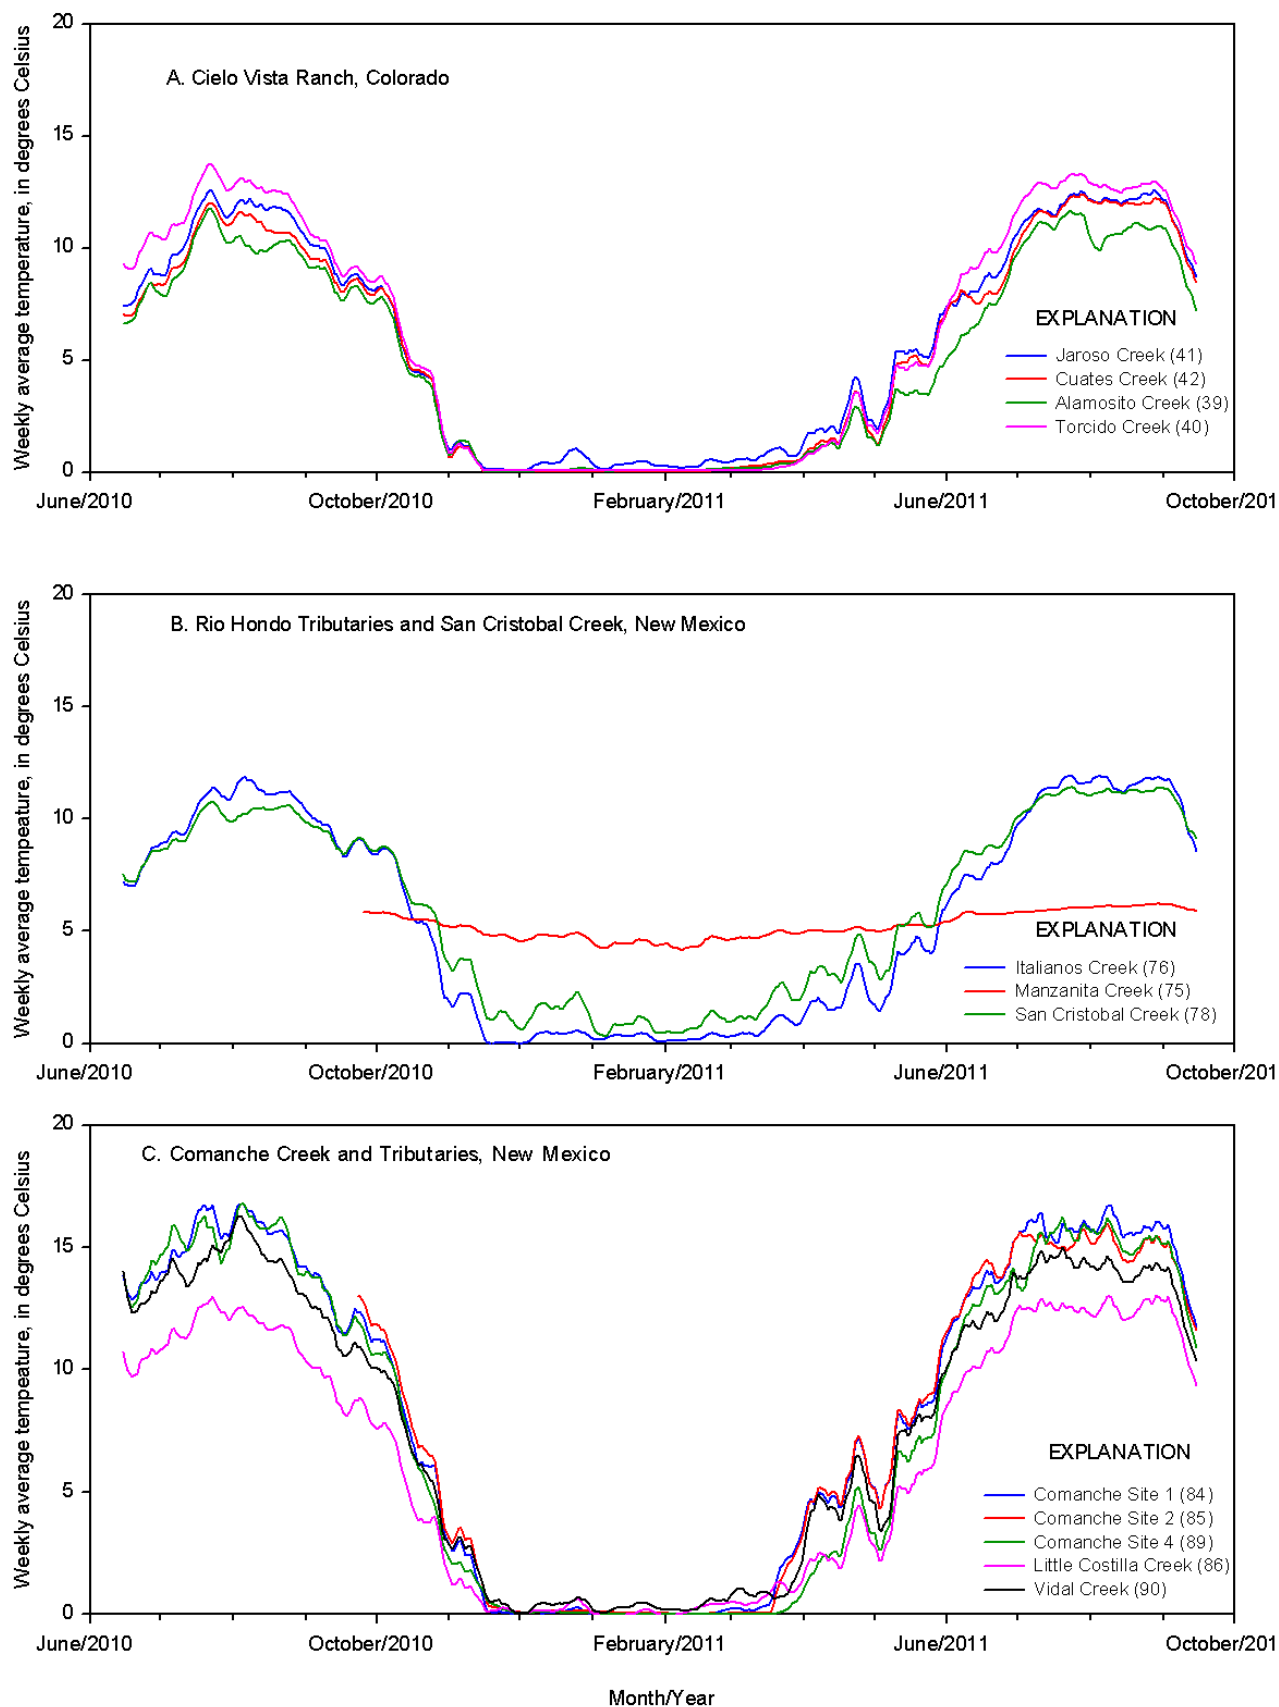 20
A. Cielo Vista Ranch, Colorado
15
10
5
0
Weekly average temperature, in degrees Celsius
EXPLANATION
Jaroso Creek (41)
Cuates Creek (42)
Alamosito Creek (39)
Torcido Creek (40)
June/2010 October/2010 February/2011 June/2011 October/201
20
B. Rio Hondo Tributaries and San Cristobal Creek, New Mexico
15
10
5
0
Weekly average tempeature, in degrees Celsius
EXPLANATION
Italianos Creek (76)
Manzanita Creek (75)
San Cristobal Creek (78)
June/2010 October/2010 February/2011 June/2011 October/201
20
C. Comanche Creek and Tributaries, New Mexico
15
10
5
0
Weekly average tempeature, in degrees Celsius
EXPLANATION
Comanche Site 1 (84)
Comanche Site 2 (85)
Comanche Site 4 (89)
Little Costilla Creek (86)
Vidal Creek (90)
June/2010 October/2010 February/2011 June/2011 October/201
Month/Year